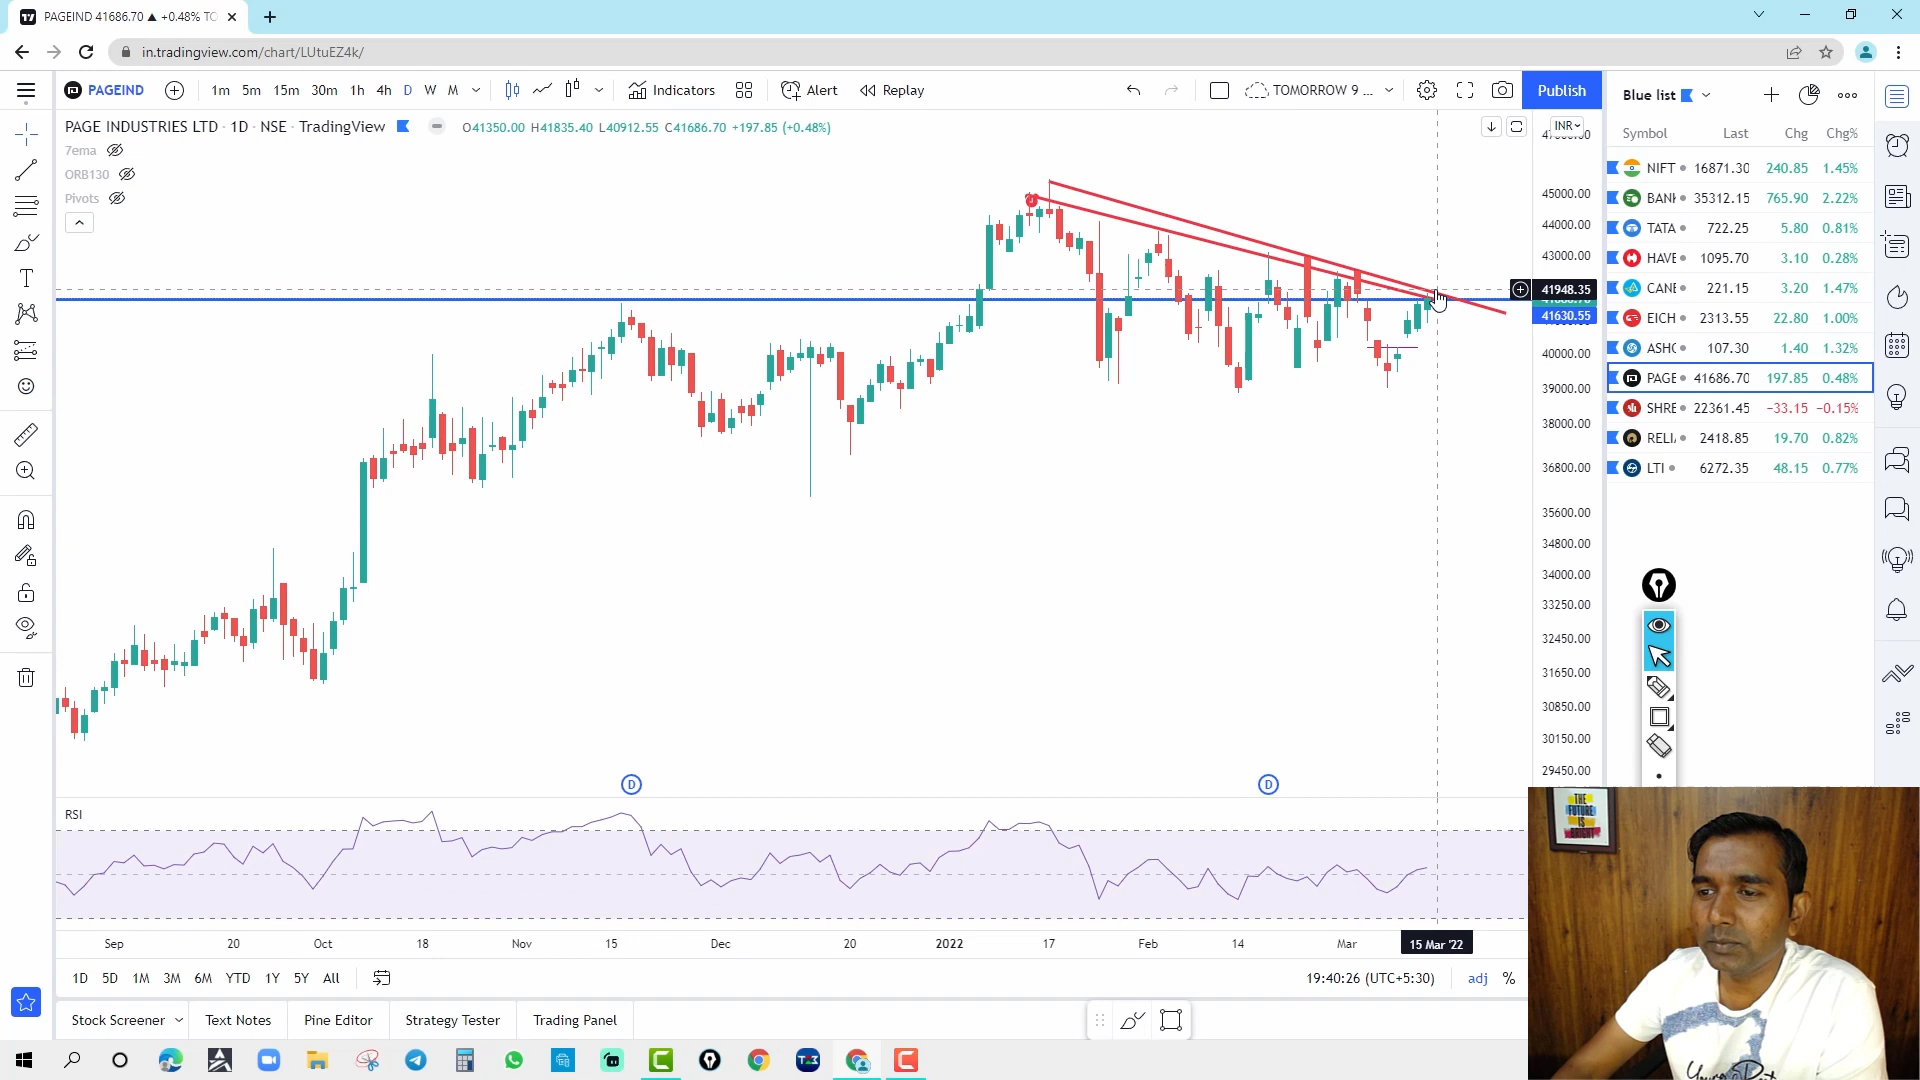 PAGEIND 41686.70 ▲ +0.48% TO
in.tradingview.com/chart/LUtuEZ4k/
PAGEIND 1m 5m 15m 30m 1h 4h D W M Indicators Alert Replay TOMORROW 9 ... Publish
PAGE INDUSTRIES LTD · 1D · NSE · TradingView O41350.00 H41835.40 L40912.55 C41686.70 +197.85 (+0.48%)
7ema
ORB130
Pivots
INR
45000.00
44000.00
43000.00
41948.35
41630.55
40000.00
39000.00
38000.00
36800.00
35600.00
34800.00
34000.00
33250.00
32450.00
31650.00
30850.00
30150.00
29450.00
D D
RSI
Sep 20 Oct 18 Nov 15 Dec 20 2022 17 Feb 14 Mar 15 Mar '22
1D 5D 1M 3M 6M YTD 1Y 5Y All 19:40:26 (UTC+5:30) adj %
Stock Screener Text Notes Pine Editor Strategy Tester Trading Panel
Blue list
Symbol Last Chg Chg%
NIFT 16871.30 240.85 1.45%
BANK 35312.15 765.90 2.22%
TATA 722.25 5.80 0.81%
HAVE 1095.70 3.10 0.28%
CANE 221.15 3.20 1.47%
EICH 2313.55 22.80 1.00%
ASHC 107.30 1.40 1.32%
PAGE 41686.70 197.85 0.48%
SHRE 22361.45 −33.15 −0.15%
RELI 2418.85 19.70 0.82%
LTI 6272.35 48.15 0.77%
THE
FUTURE
IS
BRIGHT